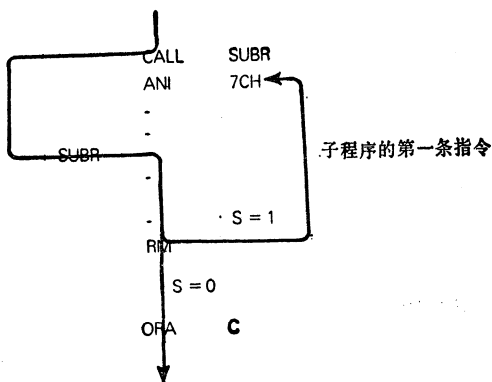 CALL SUBR
ANI 7CH
SUBR
子程序的第一条指令
S = 1
RM
S = 0
ORA C